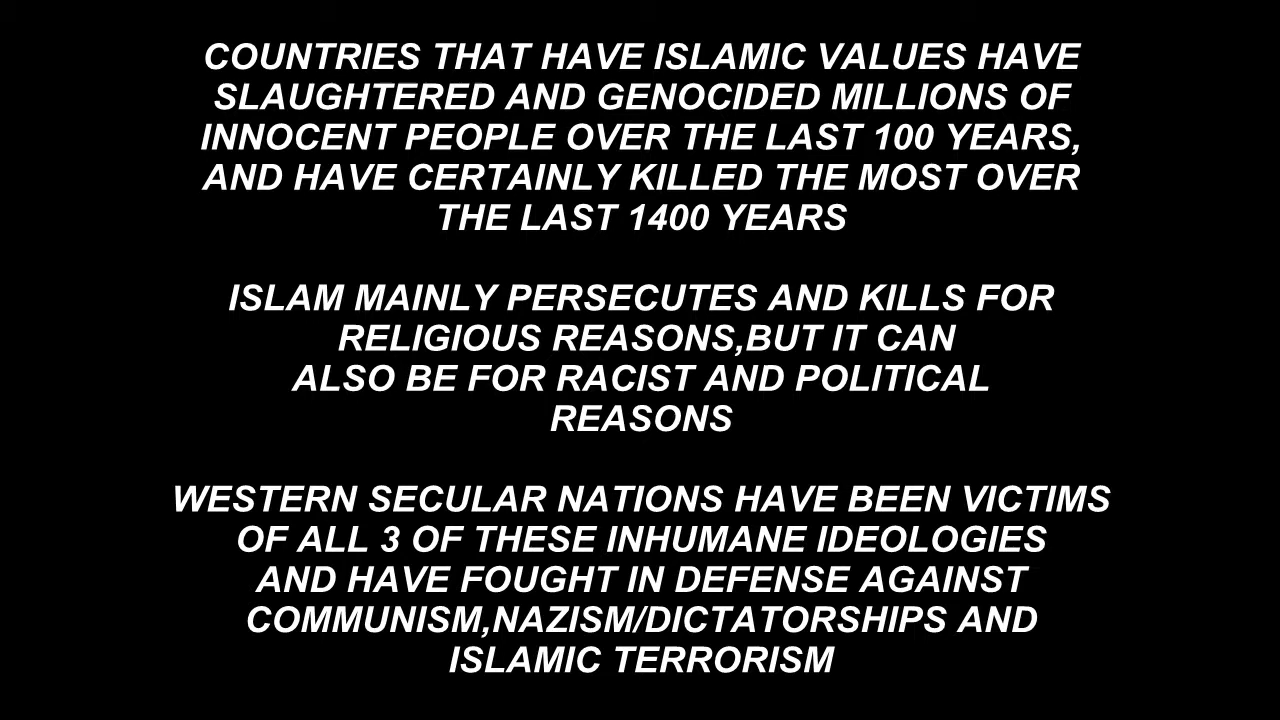 COUNTRIES THAT HAVE ISLAMIC VALUES HAVE
SLAUGHTERED AND GENOCIDED MILLIONS OF
INNOCENT PEOPLE OVER THE LAST 100 YEARS,
AND HAVE CERTAINLY KILLED THE MOST OVER
THE LAST 1400 YEARS
ISLAM MAINLY PERSECUTES AND KILLS FOR
RELIGIOUS REASONS,BUT IT CAN
ALSO BE FOR RACIST AND POLITICAL
REASONS
WESTERN SECULAR NATIONS HAVE BEEN VICTIMS
OF ALL 3 OF THESE INHUMANE IDEOLOGIES
AND HAVE FOUGHT IN DEFENSE AGAINST
COMMUNISM,NAZISM/DICTATORSHIPS AND
ISLAMIC TERRORISM